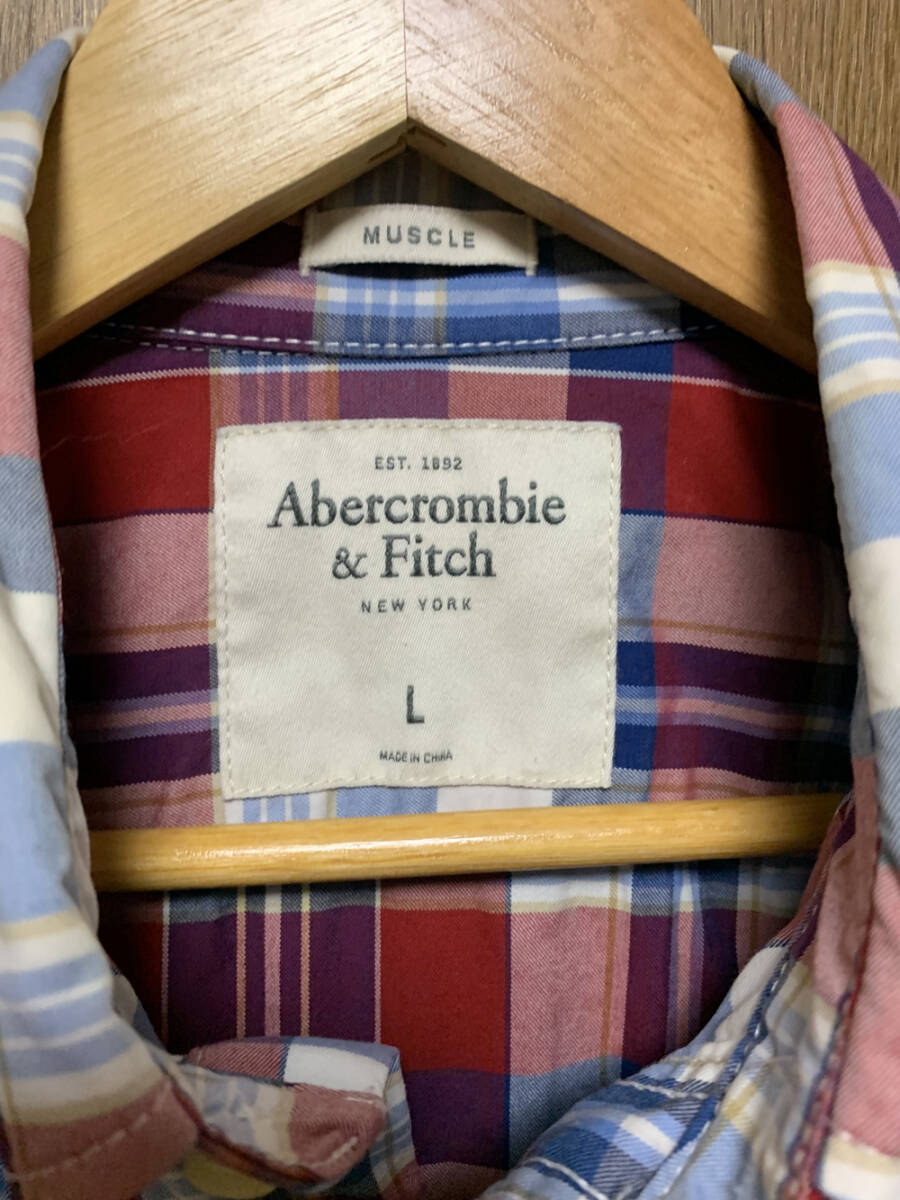 MUSCLE
EST. 1892
Abercrombie
& Fitch
NEW YORK
L
MADE IN CHINA